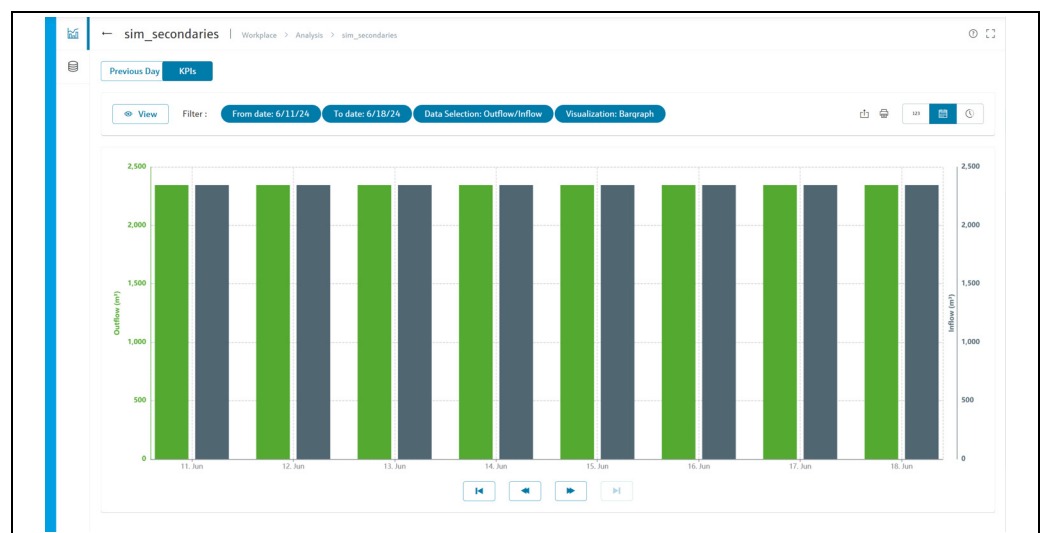 ← sim_secondaries | Workplace > Analysis > sim_secondaries
Previous Day KPIs
View Filter : From date: 6/11/24 To date: 6/18/24 Data Selection: Outflow/Inflow Visualization: Bargraph 123
2,500 2,500
2,000 2,000
1,500 1,500
Outflow (m³) Inflow (m³)
1,000 1,000
500 500
0 0
11. Jun 12. Jun 13. Jun 14. Jun 15. Jun 16. Jun 17. Jun 18. Jun